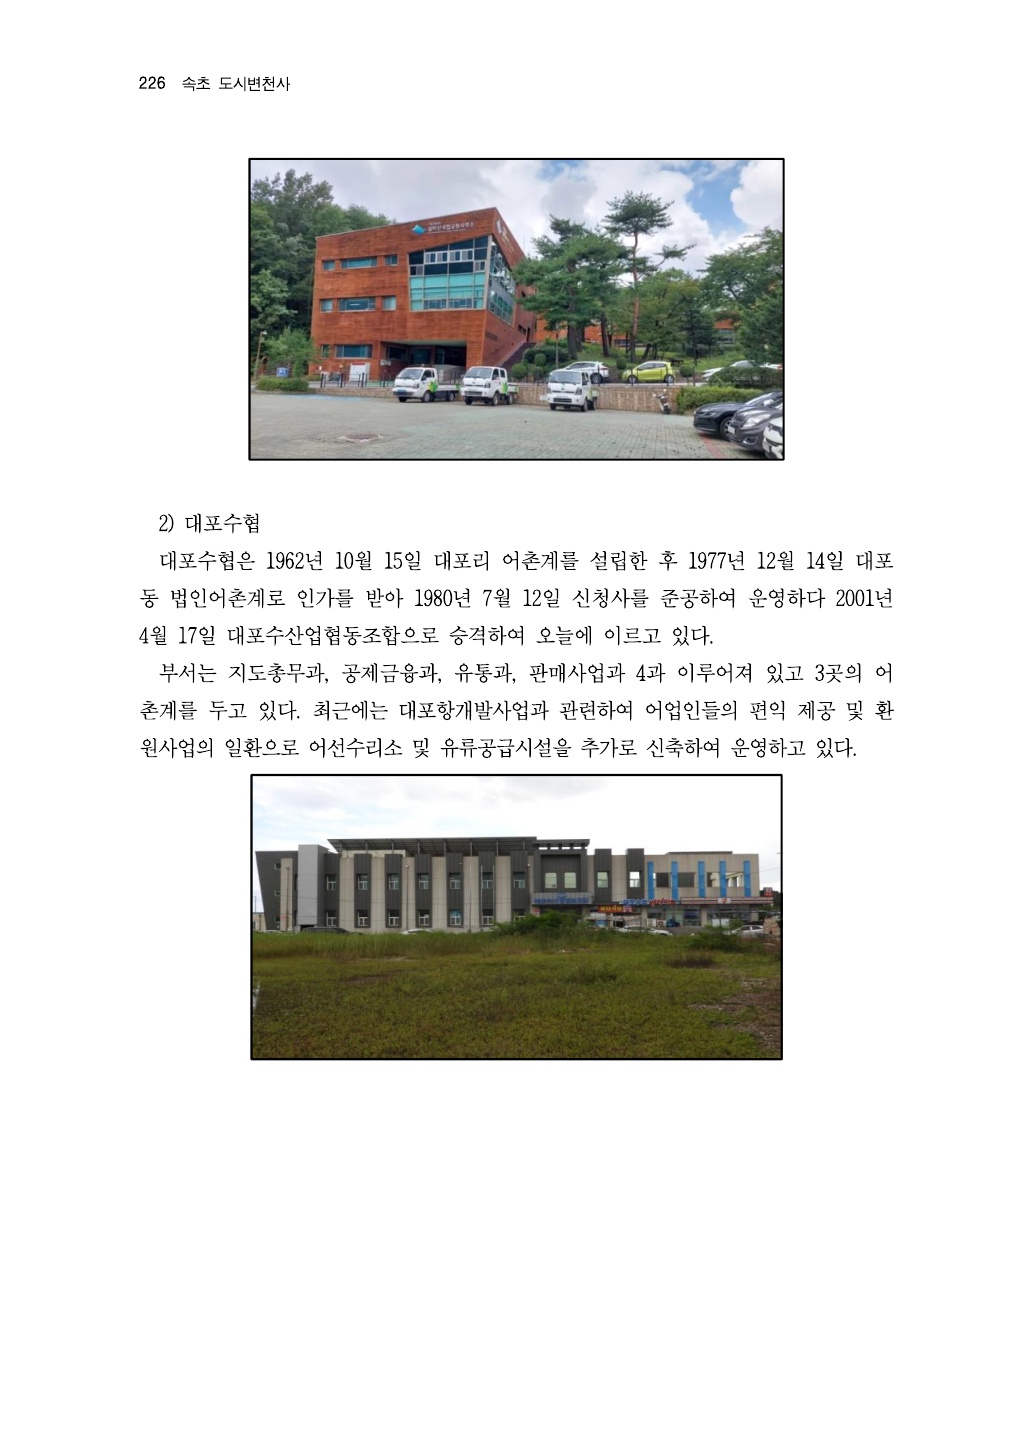 226 속초 도시변천사
2) 대포수협
대포수협은 1962년 10월 15일 대포리 어촌계를 설립한 후 1977년 12월 14일 대포
동 법인어촌계로 인가를 받아 1980년 7월 12일 신청사를 준공하여 운영하다 2001년
4월 17일 대포수산업협동조합으로 승격하여 오늘에 이르고 있다.
부서는 지도총무과, 공제금융과, 유통과, 판매사업과 4과 이루어져 있고 3곳의 어
촌계를 두고 있다. 최근에는 대포항개발사업과 관련하여 어업인들의 편익 제공 및 환
원사업의 일환으로 어선수리소 및 유류공급시설을 추가로 신축하여 운영하고 있다.